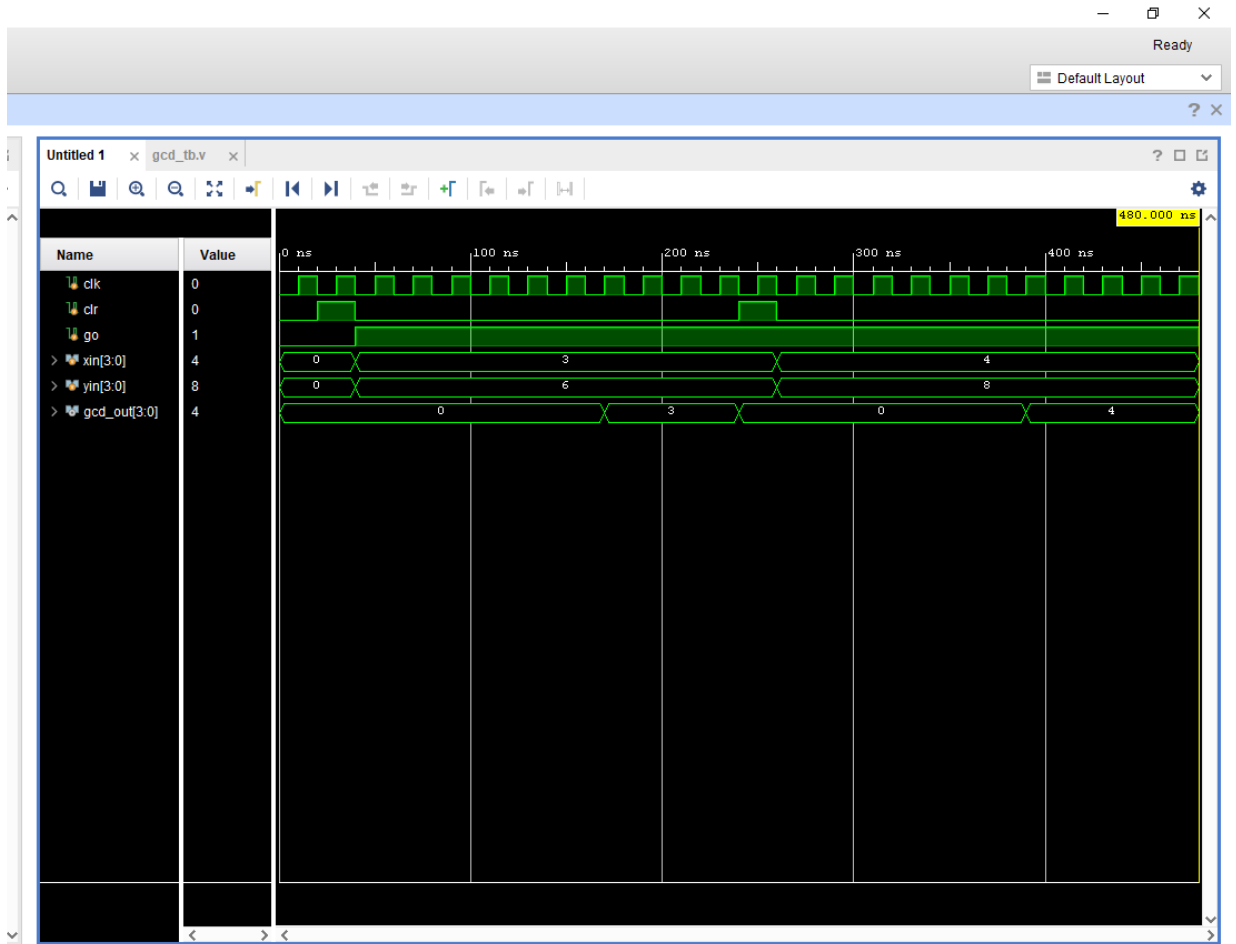 Ready
Default Layout
? ×
Untitled 1 × gcd_tb.v × ?
480.000 ns
Name Value 0 ns 100 ns 200 ns 300 ns 400 ns
clk 0
clr 0
go 1
xin[3:0] 4 0 3 4
yin[3:0] 8 0 6 8
gcd_out[3:0] 4 0 3 0 4